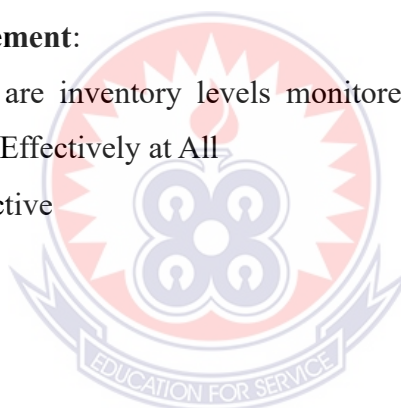 ement:
are inventory levels monitore
Effectively at All
ctive
EDUCATION FOR SERVICE